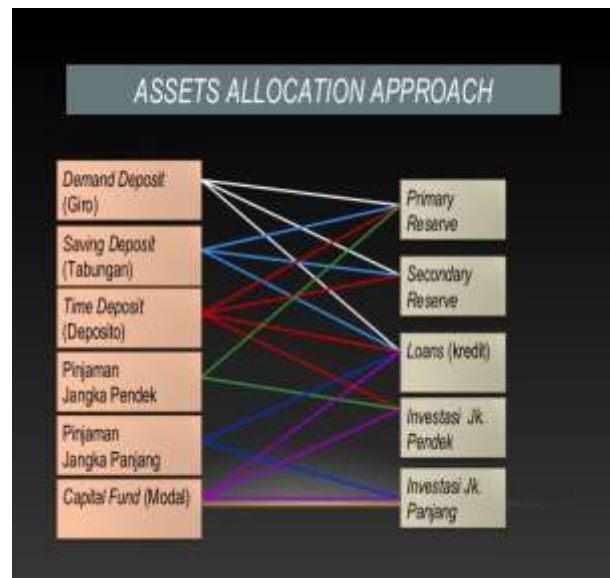 ASSETS ALLOCATION APPROACH
Demand Deposit
(Giro)
Saving Deposit
(Tabungan)
Time Deposit
(Deposito)
Pinjaman
Jangka Pendek
Pinjaman
Jangka Panjang
Capital Fund (Modal)
Primary
Reserve
Secondary
Reserve
Loans (kredit)
Investasi Jk.
Pendek
Investasi Jk.
Panjang